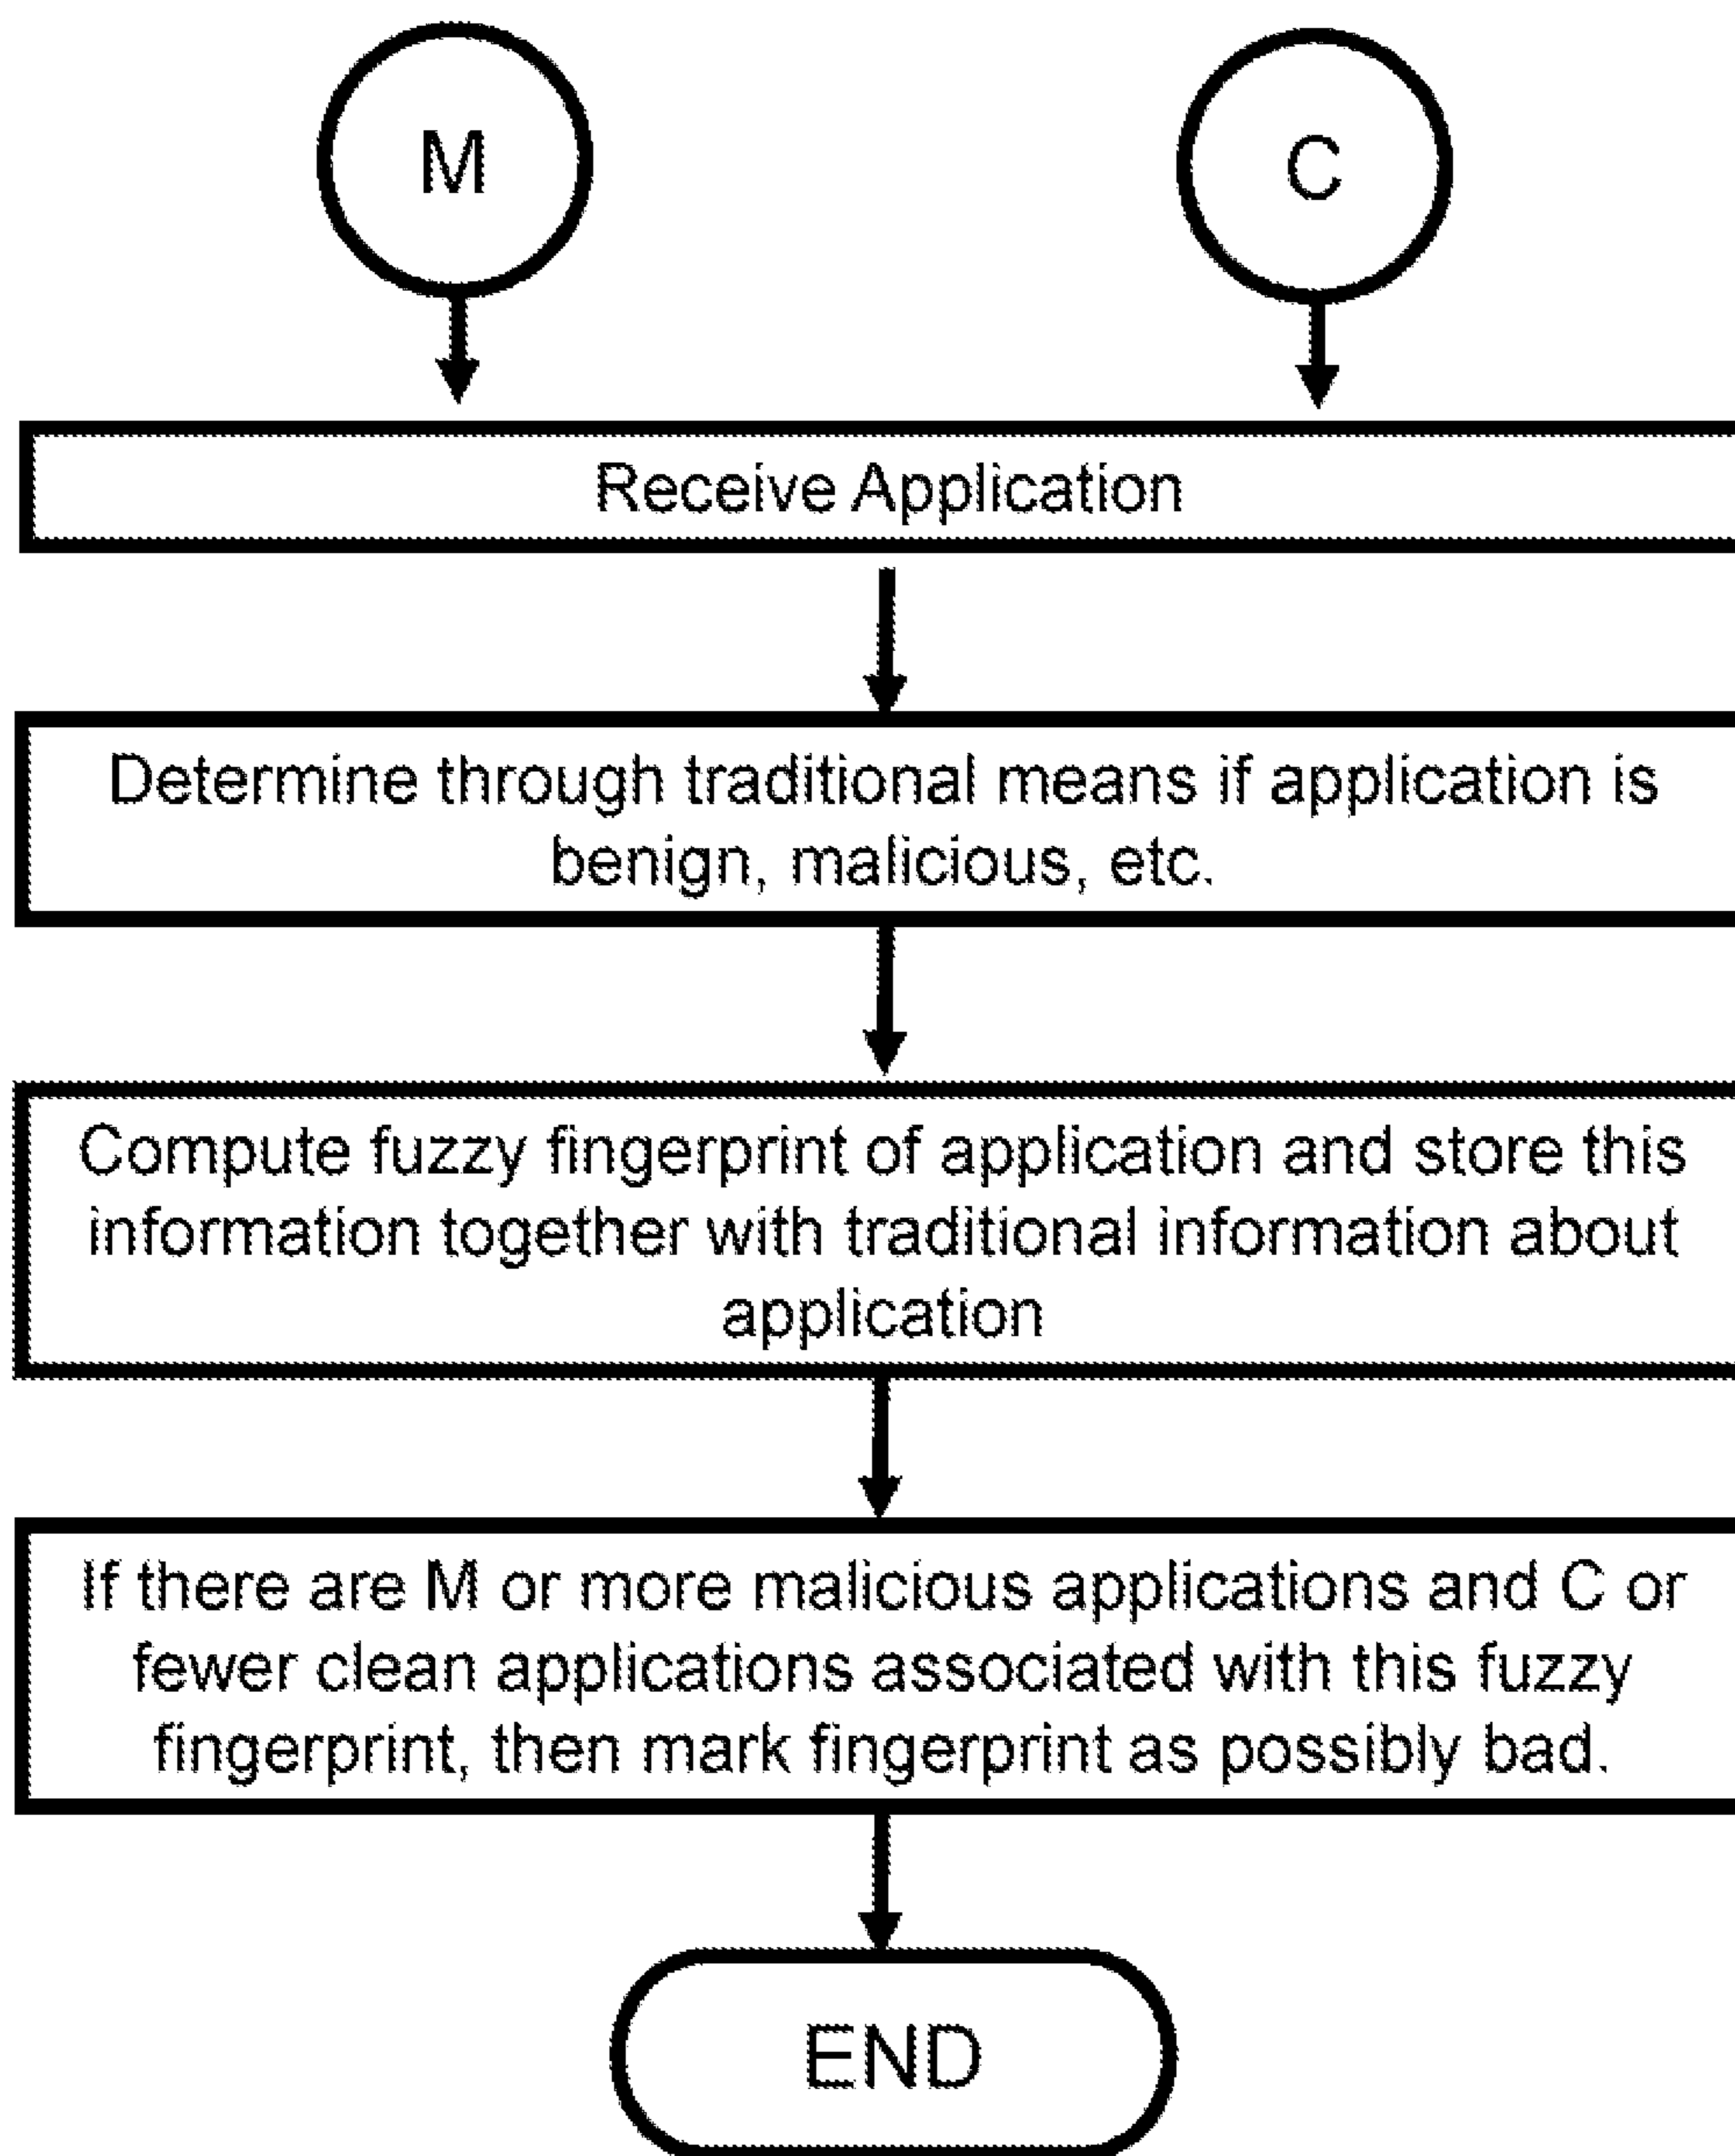 M
C
Receive Application
Determine through traditional means if application is
benign, malicious, etc.
Compute fuzzy fingerprint of application and store this
information together with traditional information about
application
If there are M or more malicious applications and C or
fewer clean applications associated with this fuzzy
fingerprint, then mark fingerprint as possibly bad.
END